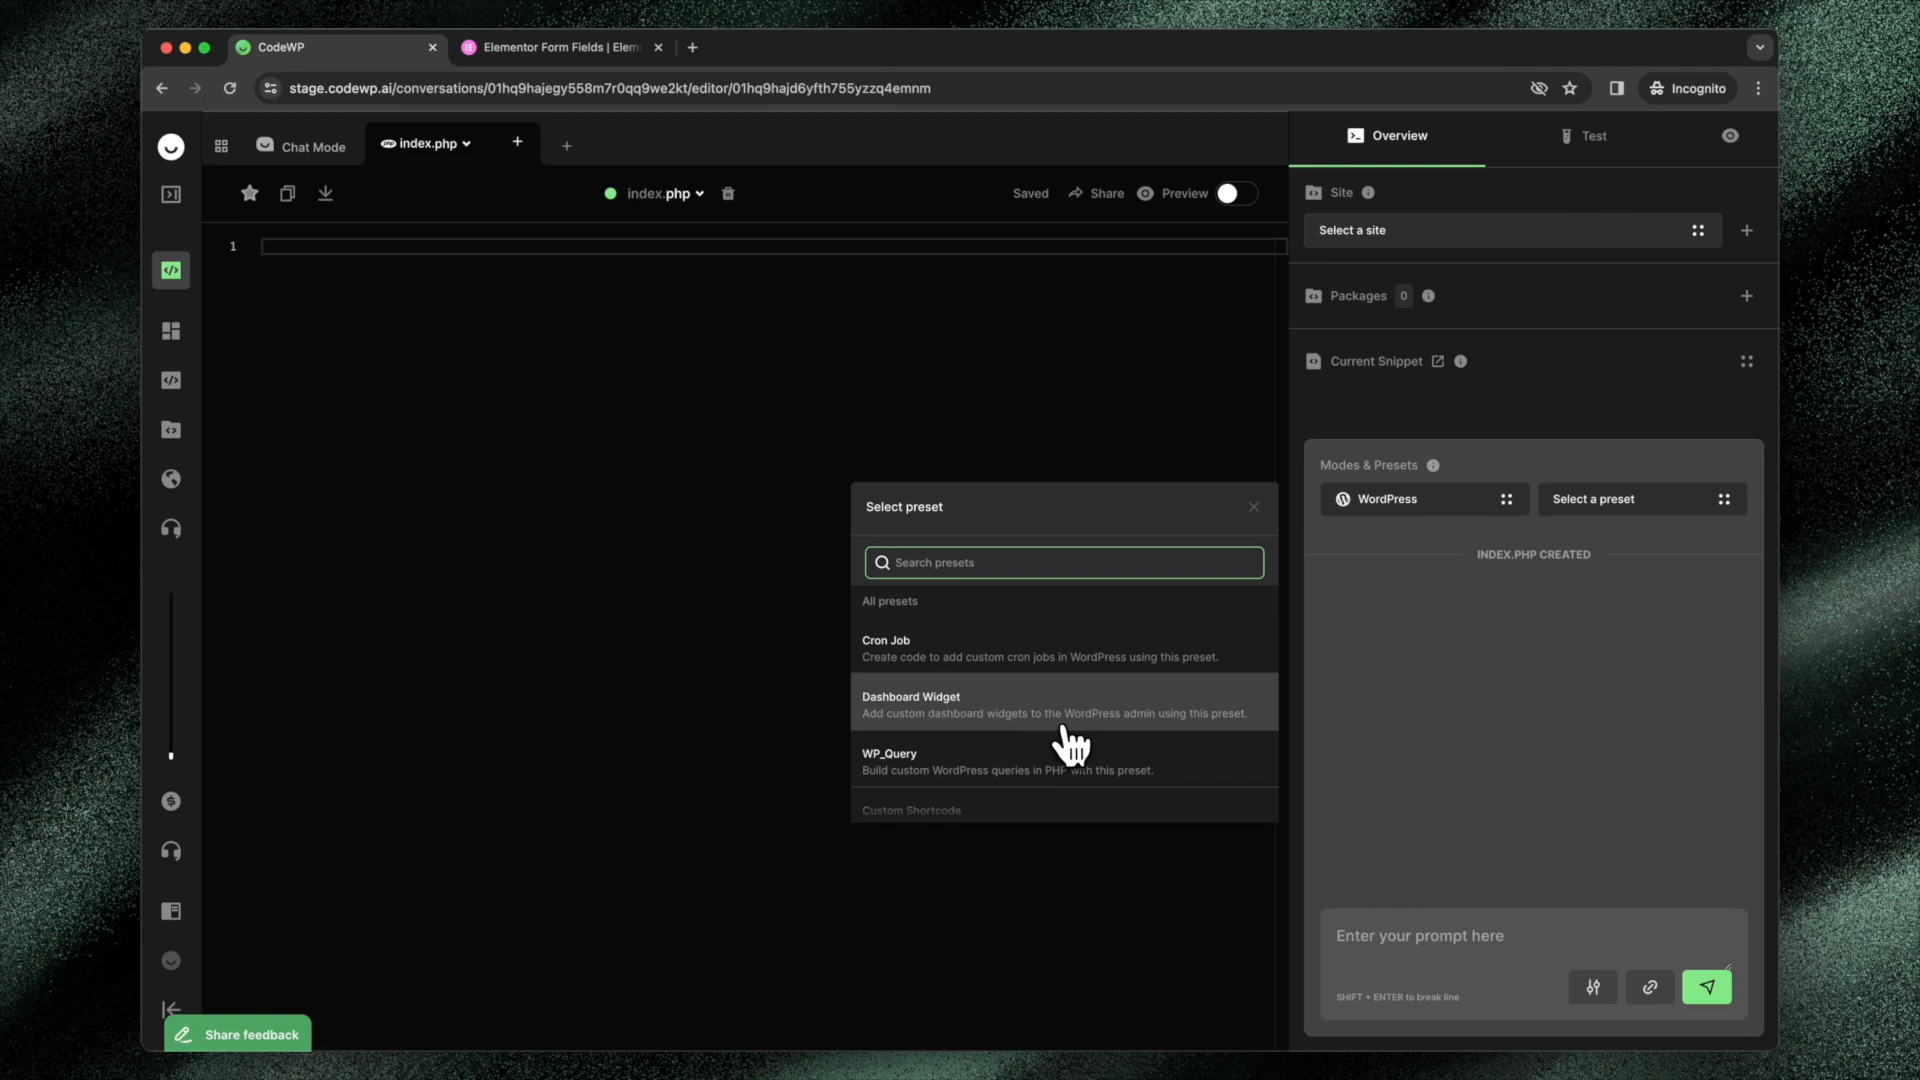 CodeWP
Elementor Form Fields | Elem
stage.codewp.ai/conversations/01hq9hajegy558m7r0qq9we2kt/editor/01hq9hajd6yfth755yzzq4emnm
Incognito
Chat Mode
php index.php
Overview
Test
index.php
Saved
Share
Preview
Site
Select a site
1
Packages 0
Current Snippet
Modes & Presets
WordPress
Select a preset
INDEX.PHP CREATED
Select preset
Search presets
All presets
Cron Job
Create code to add custom cron jobs in WordPress using this preset.
Dashboard Widget
Add custom dashboard widgets to the WordPress admin using this preset.
WP_Query
Build custom WordPress queries in PHP with this preset.
Custom Shortcode
Enter your prompt here
SHIFT + ENTER to break line
Share feedback